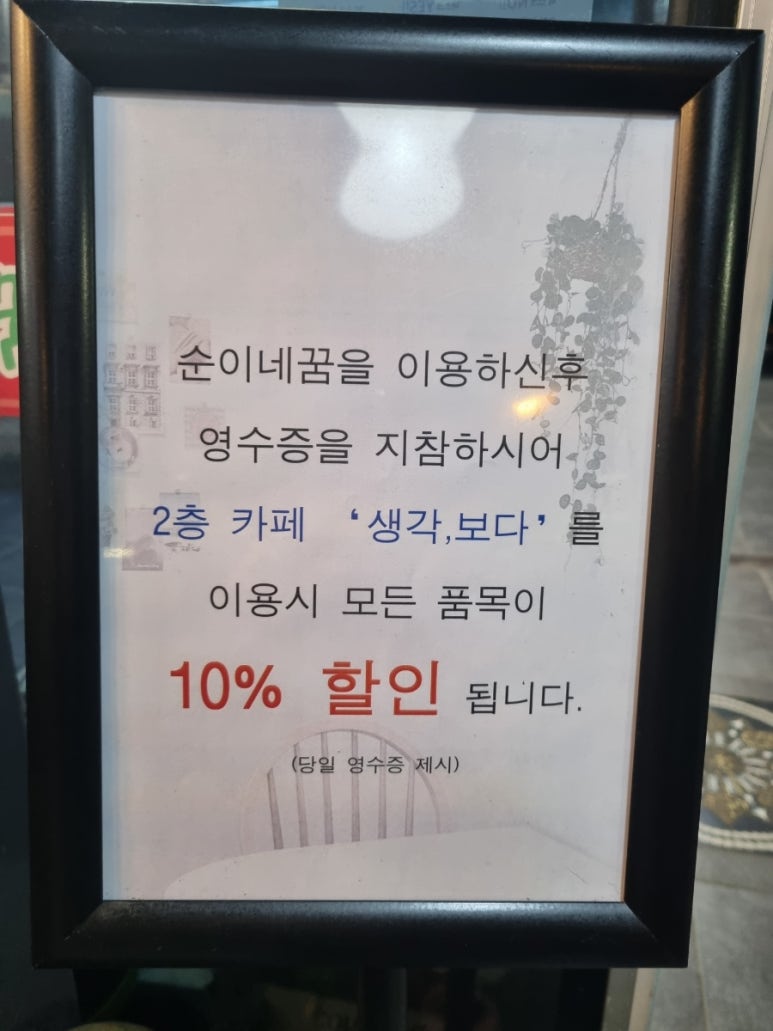 순이네꿈을 이용하신후
영수증을 지참하시어
2층 카페 ‘생각,보다’ 를
이용시 모든 품목이
10% 할인 됩니다.
(당일 영수증 제시)